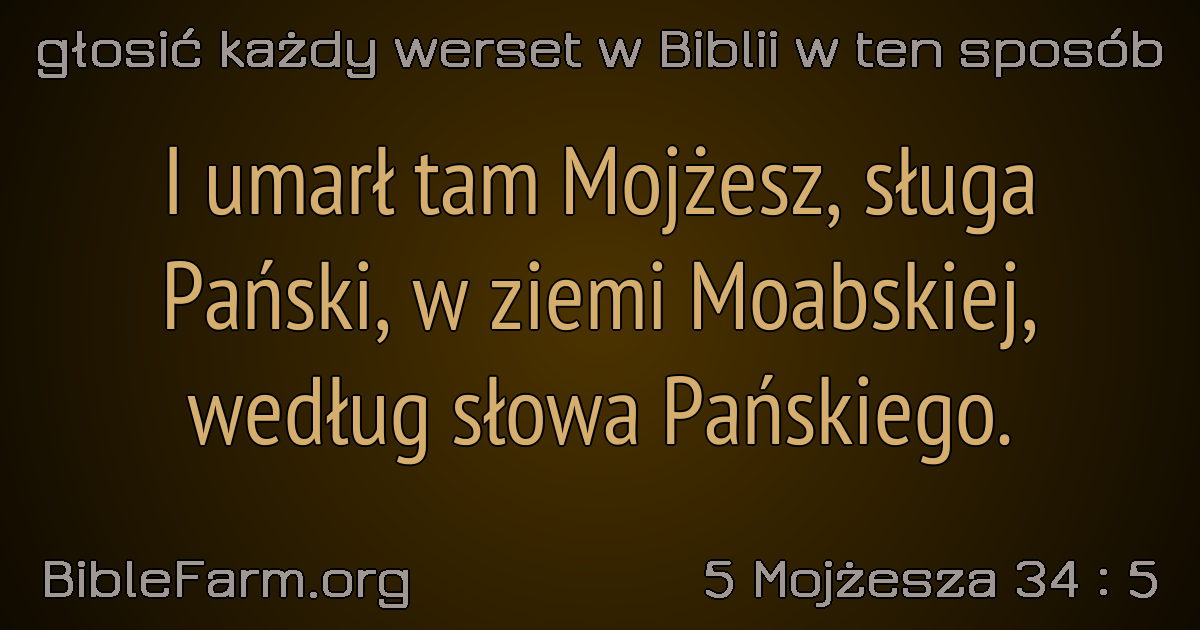 głosić każdy werset w Biblii w ten sposób
I umarł tam Mojżesz, sługa
Pański, w ziemi Moabskiej,
według słowa Pańskiego.
BibleFarm.org
5 Mojżesza 34 : 5